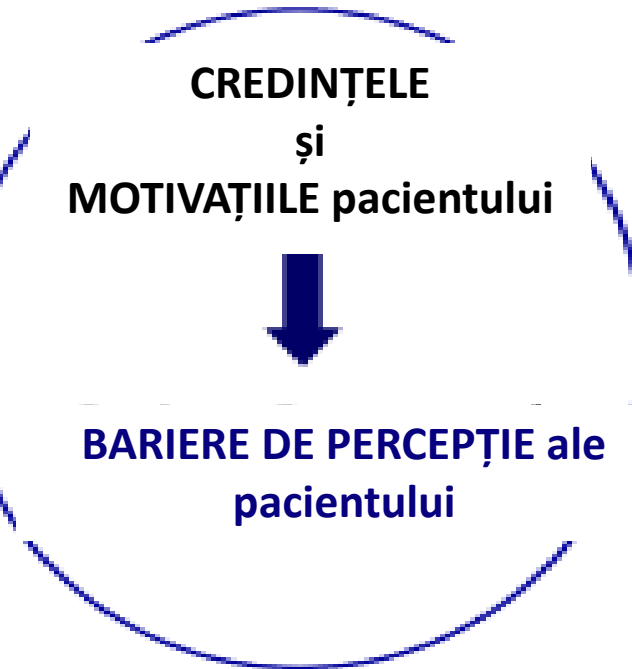 CREDINȚELE
și
MOTIVAȚIILE pacientului
BARIERE DE PERCEPȚIE ale
pacientului